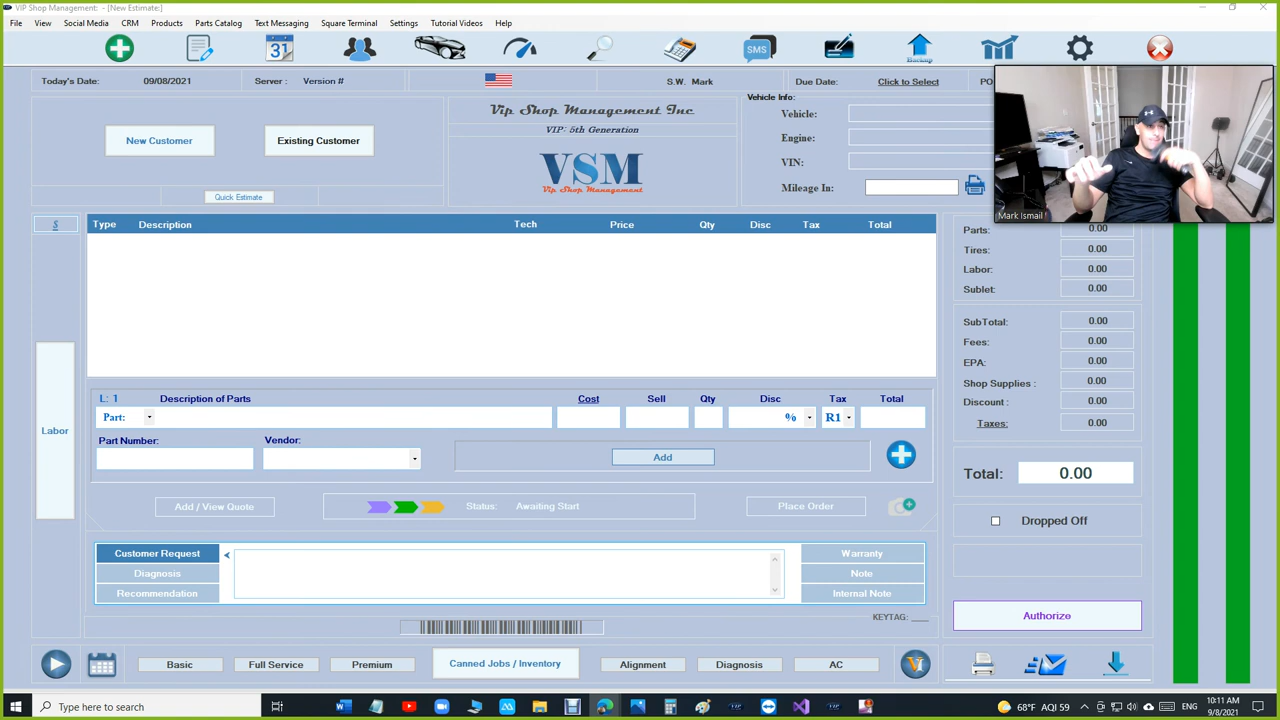 VIP Shop Management: - [New Estimate:]
File View Social Media CRM Products Parts Catalog Text Messaging Square Terminal Settings Tutorial Videos Help
31 SMS Backup
Today's Date: 09/08/2021 Server : Version # S.W. Mark Due Date: Click to Select PO
New Customer Existing Customer
Quick Estimate
Vip Shop Management Inc
VIP: 5th Generation
VSM
Vip Shop Management
Vehicle Info:
Vehicle:
Engine:
VIN:
Mileage In:
Mark Ismail
S
Type Description Tech Price Qty Disc Tax Total
Labor
Parts: 0.00
Tires: 0.00
Labor: 0.00
Sublet: 0.00
SubTotal: 0.00
Fees: 0.00
EPA: 0.00
Shop Supplies : 0.00
Discount : 0.00
Taxes: 0.00
Total: 0.00
L: 1 Description of Parts Cost Sell Qty Disc Tax Total
Part: % R1
Part Number: Vendor:
Add
Add / View Quote Status: Awaiting Start Place Order
Dropped Off
Customer Request < Warranty
Diagnosis Note
Recommendation Internal Note
KEYTAG: ____
Authorize
Basic Full Service Premium Canned Jobs / Inventory Alignment Diagnosis AC
Type here to search
68°F AQI 59 ENG 10:11 AM
9/8/2021